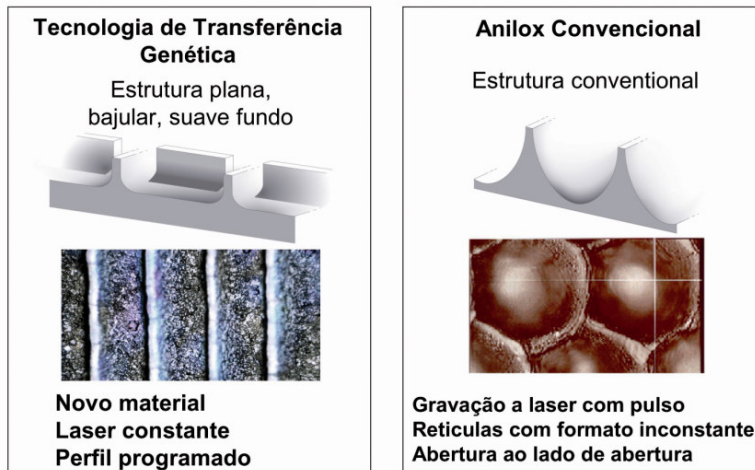 Tecnologia de Transferência
Genética
Estrutura plana,
bajular, suave fundo
Novo material
Laser constante
Perfil programado
Anilox Convencional
Estrutura conventional
Gravação a laser com pulso
Reticulas com formato inconstante
Abertura ao lado de abertura